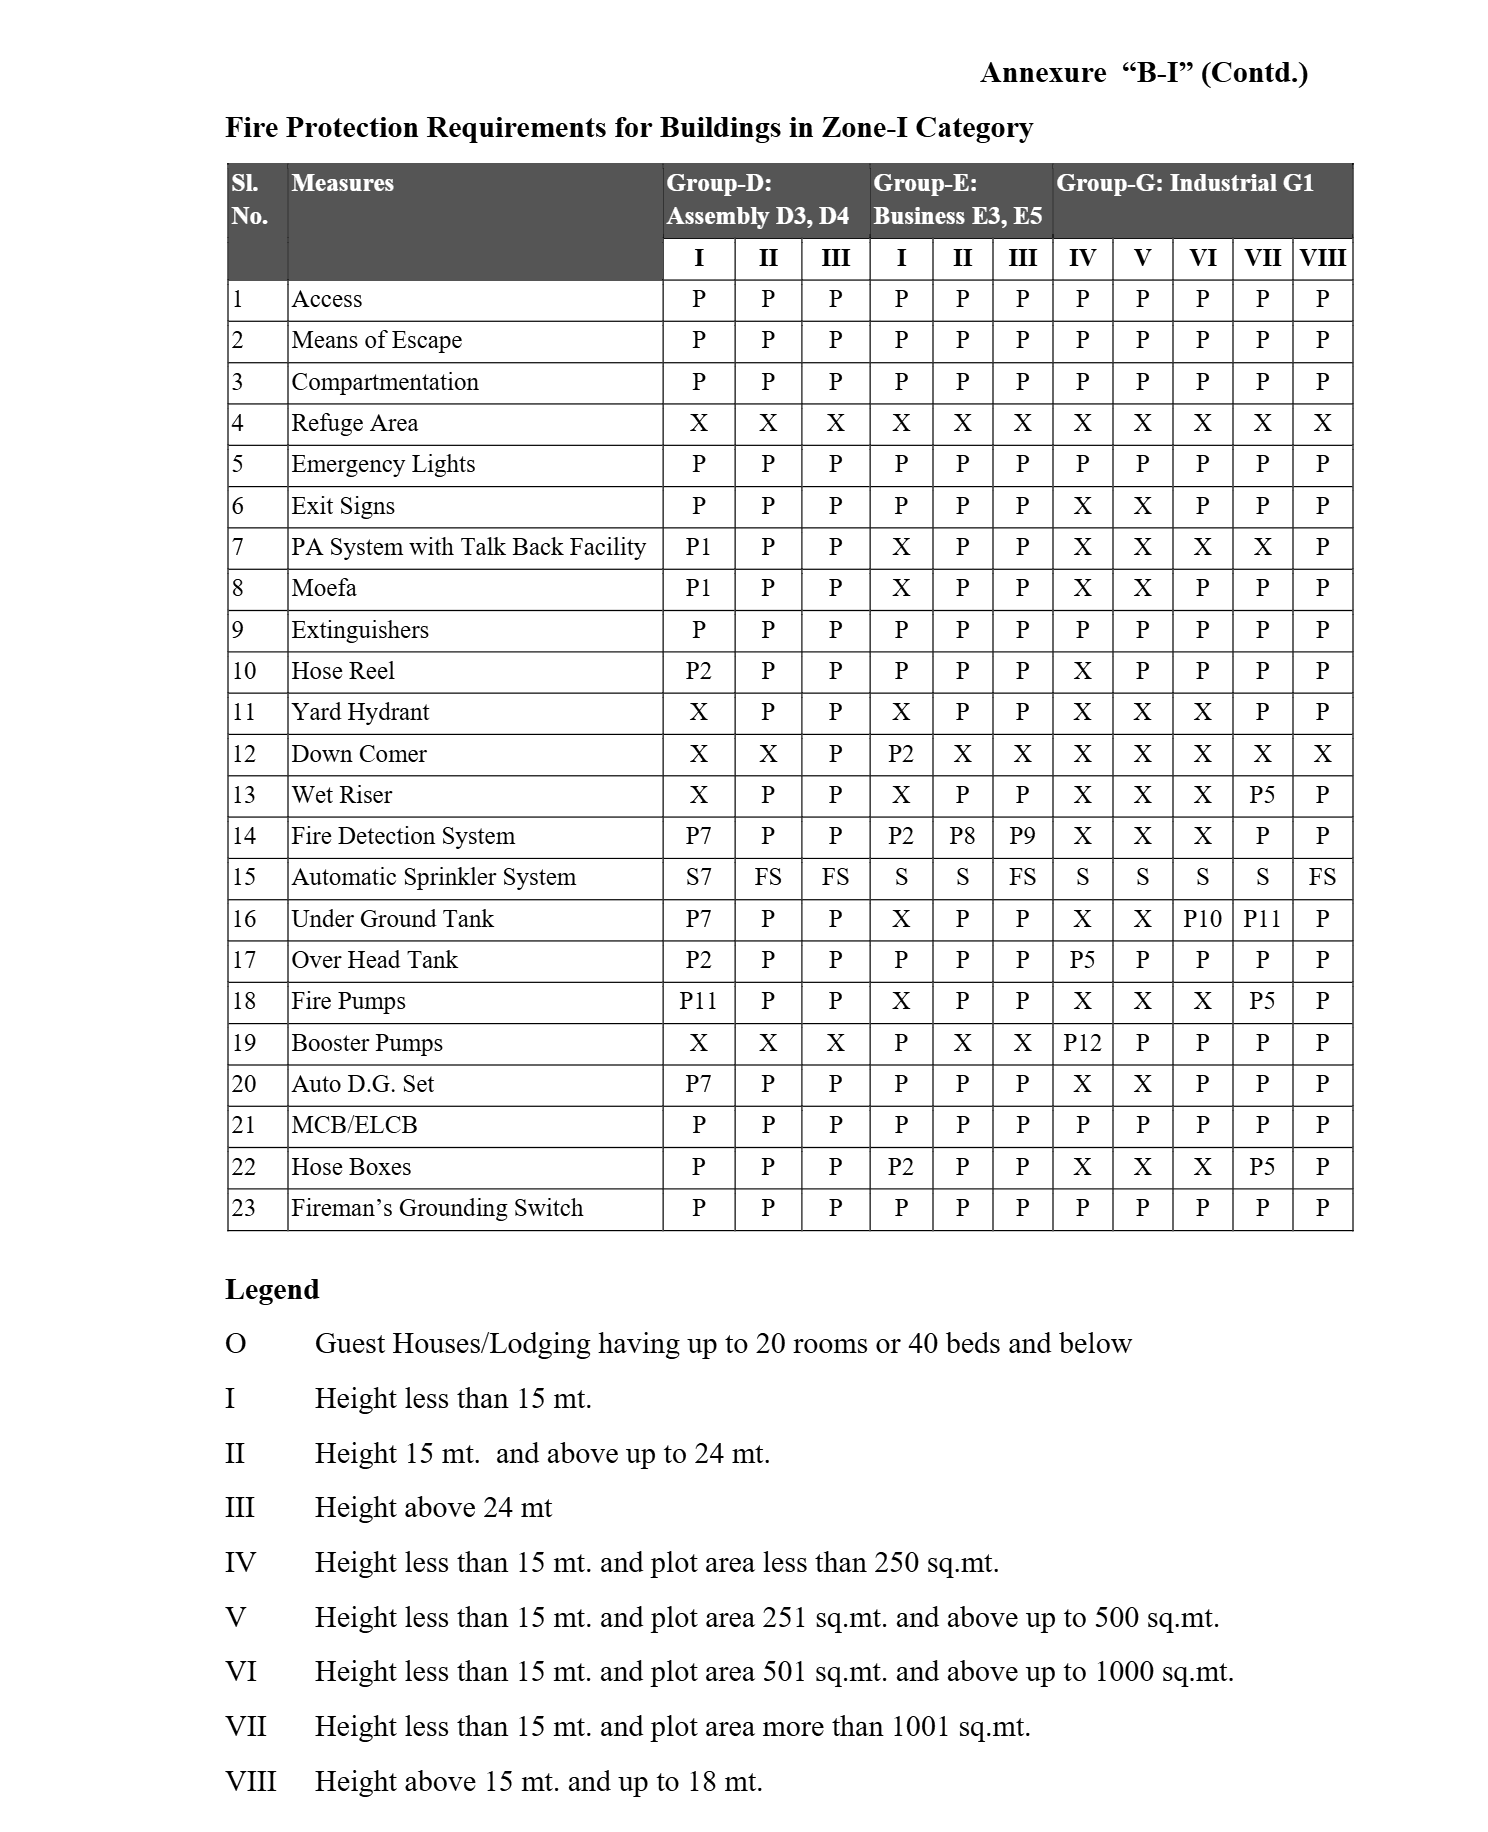 Annexure “B-I” (Contd.)
Fire Protection Requirements for Buildings in Zone-I Category
Sl. Measures Group-D: Group-E: Group-G: Industrial G1
No. Assembly D3, D4 Business E3, E5
I II III I II III IV V VI VII VIII
1 Access P P P P P P P P P P P
2 Means of Escape P P P P P P P P P P P
3 Compartmentation P P P P P P P P P P P
4 Refuge Area X X X X X X X X X X X
5 Emergency Lights P P P P P P P P P P P
6 Exit Signs P P P P P P X X P P P
7 PA System with Talk Back Facility P1 P P X P P X X X X P
8 Moefa P1 P P X P P X X P P P
9 Extinguishers P P P P P P P P P P P
10 Hose Reel P2 P P P P P X P P P P
11 Yard Hydrant X P P X P P X X X P P
12 Down Comer X X P P2 X X X X X X X
13 Wet Riser X P P X P P X X X P5 P
14 Fire Detection System P7 P P P2 P8 P9 X X X P P
15 Automatic Sprinkler System S7 FS FS S S FS S S S S FS
16 Under Ground Tank P7 P P X P P X X P10 P11 P
17 Over Head Tank P2 P P P P P P5 P P P P
18 Fire Pumps P11 P P X P P X X X P5 P
19 Booster Pumps X X X P X X P12 P P P P
20 Auto D.G. Set P7 P P P P P X X P P P
21 MCB/ELCB P P P P P P P P P P P
22 Hose Boxes P P P P2 P P X X X P5 P
23 Fireman’s Grounding Switch P P P P P P P P P P P
Legend
O Guest Houses/Lodging having up to 20 rooms or 40 beds and below
I Height less than 15 mt.
II Height 15 mt. and above up to 24 mt.
III Height above 24 mt
IV Height less than 15 mt. and plot area less than 250 sq.mt.
V Height less than 15 mt. and plot area 251 sq.mt. and above up to 500 sq.mt.
VI Height less than 15 mt. and plot area 501 sq.mt. and above up to 1000 sq.mt.
VII Height less than 15 mt. and plot area more than 1001 sq.mt.
VIII Height above 15 mt. and up to 18 mt.